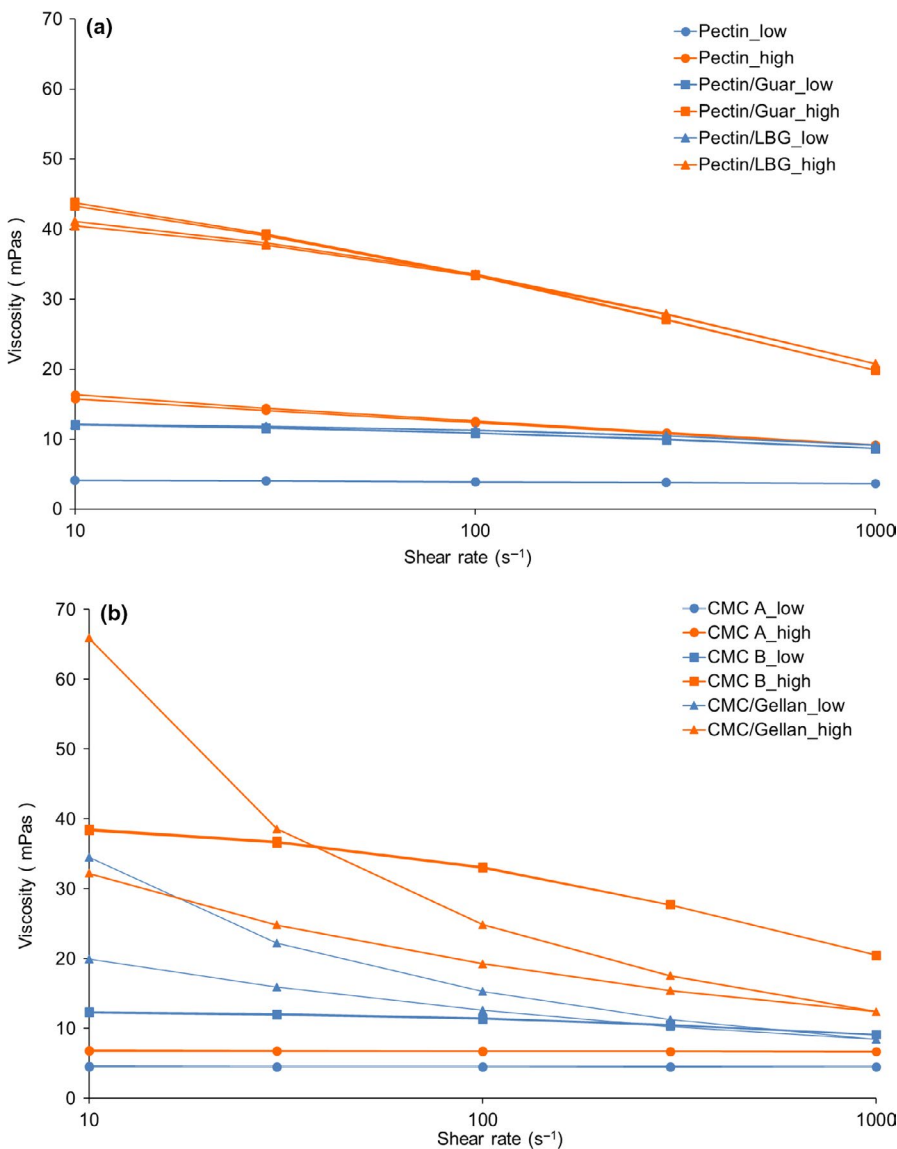 (a)
70
60
50
40
30
20
10
0
Viscosity ( mPas )
Pectin_low
Pectin_high
Pectin/Guar_low
Pectin/Guar_high
Pectin/LBG_low
Pectin/LBG_high
10 100 1000
Shear rate (s⁻¹)
(b)
70
60
50
40
30
20
10
0
Viscosity ( mPas )
CMC A_low
CMC A_high
CMC B_low
CMC B_high
CMC/Gellan_low
CMC/Gellan_high
10 100 1000
Shear rate (s⁻¹)